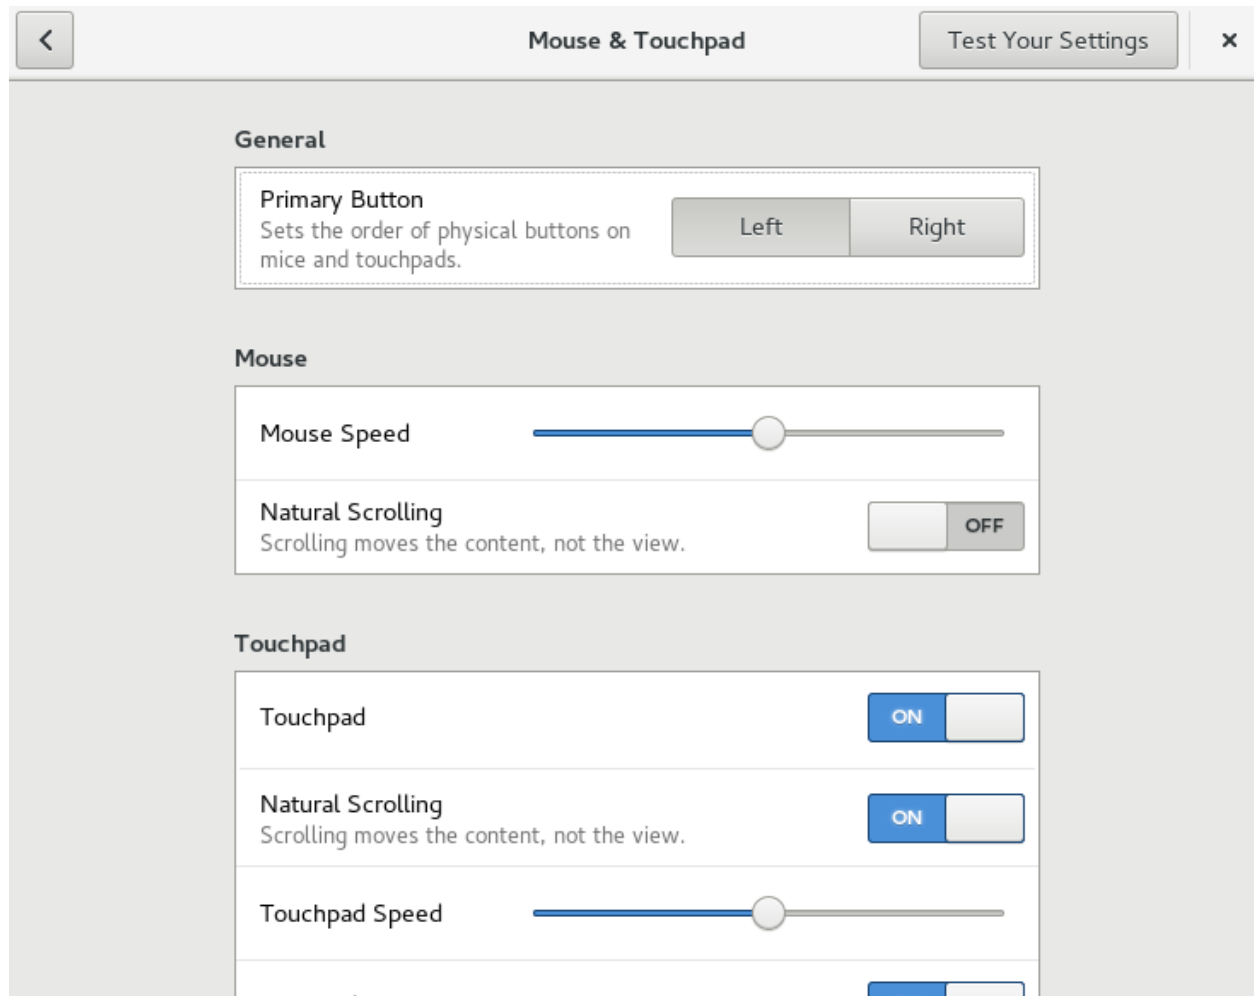 Mouse & Touchpad
Test Your Settings
General
Primary Button
Sets the order of physical buttons on
mice and touchpads.
Left
Right
Mouse
Mouse Speed
Natural Scrolling
Scrolling moves the content, not the view.
OFF
Touchpad
Touchpad
ON
Natural Scrolling
Scrolling moves the content, not the view.
ON
Touchpad Speed